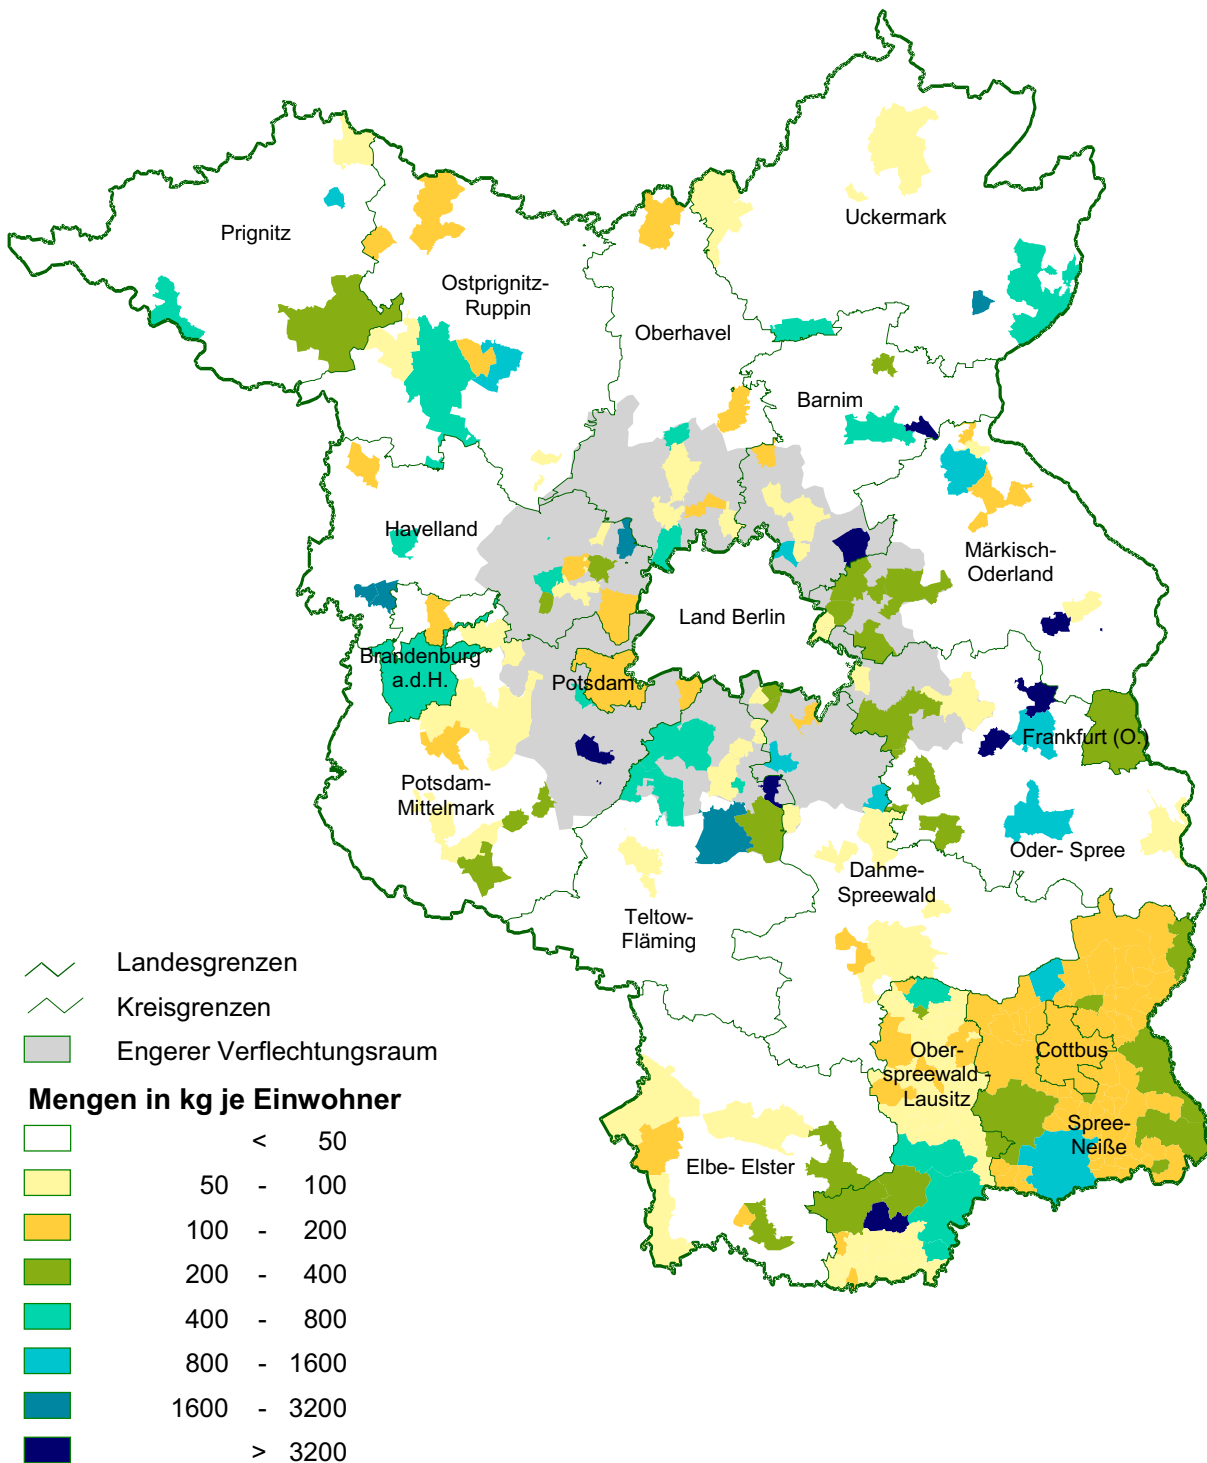 Uckermark
Prignitz
Ostprignitz-
Ruppin
Oberhavel
Barnim
Havelland
Märkisch-
Oderland
Land Berlin
Brandenburg
a.d.H.
Potsdam
Frankfurt (O.)
Potsdam-
Mittelmark
Oder- Spree
Dahme-
Spreewald
Teltow-
Fläming
Ober-
spreewald -
Lausitz
Cottbus
Spree-
Neiße
Elbe- Elster
Landesgrenzen
Kreisgrenzen
Engerer Verflechtungsraum
Mengen in kg je Einwohner
< 50
50 - 100
100 - 200
200 - 400
400 - 800
800 - 1600
1600 - 3200
> 3200